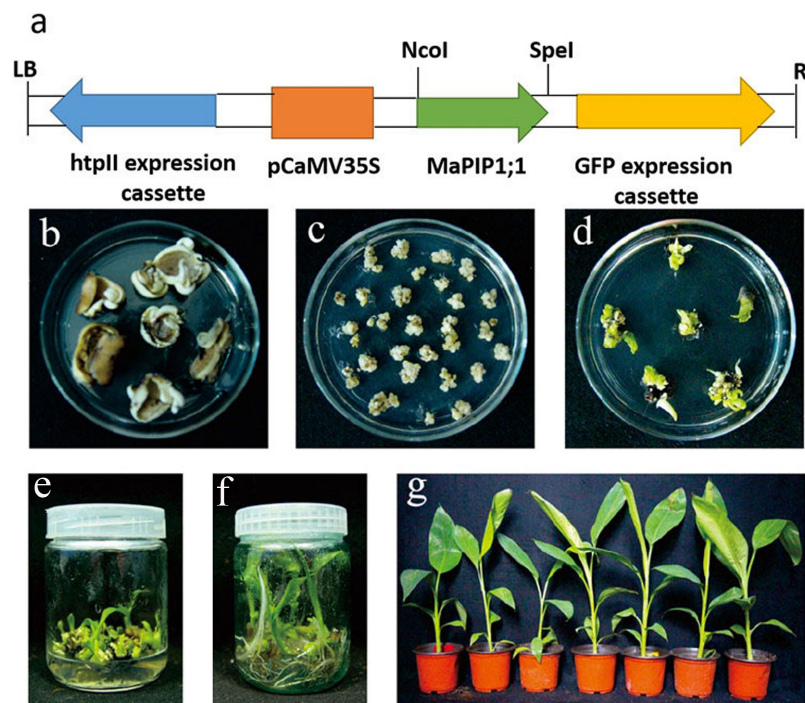 a
LB
NcoI
SpeI
R
htpII expression
cassette
pCaMV35S
MaPIP1;1
GFP expression
cassette
b
c
d
e
f
g